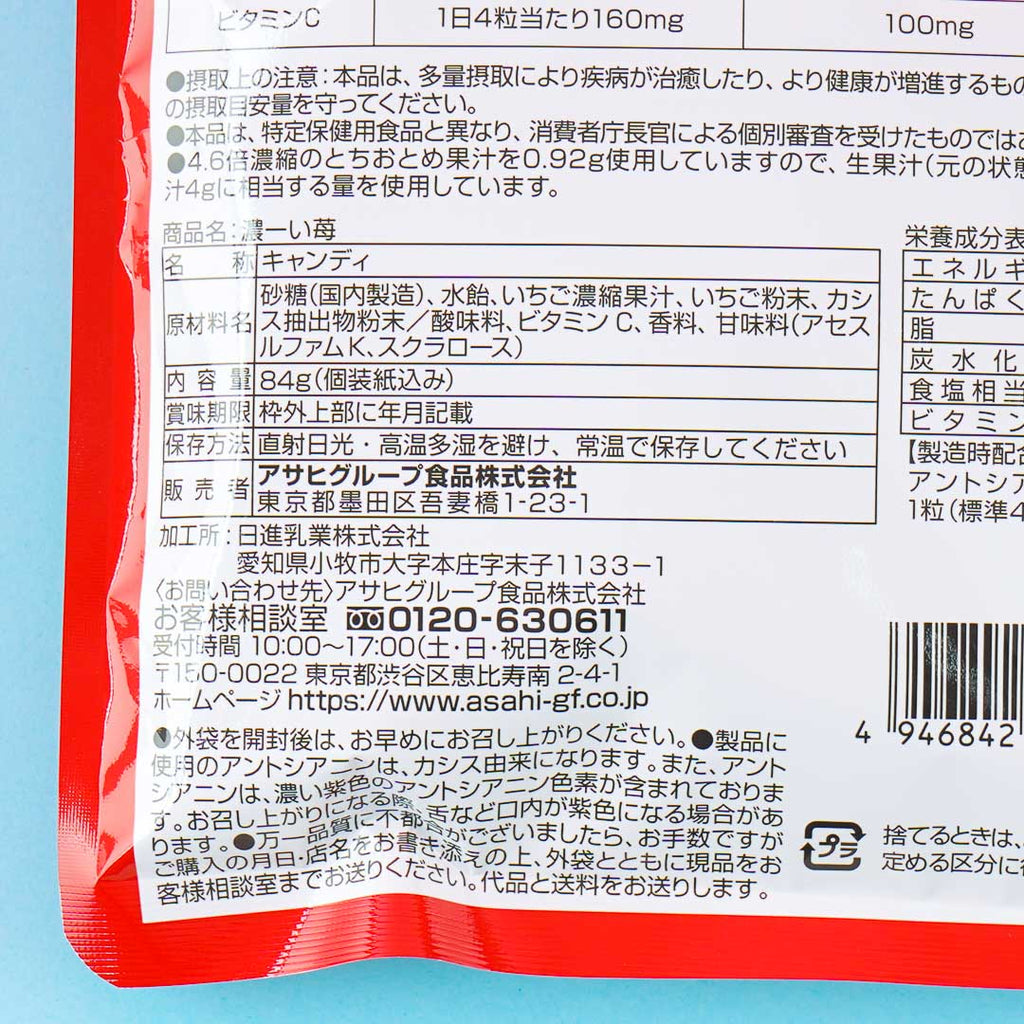 ビタミンC 1日4粒当たり160mg 100mg
●摂取上の注意：本品は、多量摂取により疾病が治癒したり、より健康が増進するもの
の摂取目安量を守ってください。
●本品は、特定保健用食品と異なり、消費者庁長官による個別審査を受けたものではあ
●4.6倍濃縮のとちおとめ果汁を0.92g使用していますので、生果汁(元の状態
汁4gに相当する量を使用しています。
商品名：濃ーい苺
名称 キャンディ
原材料名 砂糖(国内製造)、水飴、いちご濃縮果汁、いちご粉末、カシ
ス抽出物粉末／酸味料、ビタミンC、香料、甘味料(アセス
ルファムK、スクラロース)
内容量 84g(個装紙込み)
賞味期限 枠外上部に年月記載
保存方法 直射日光・高温多湿を避け、常温で保存してください
販売者 アサヒグループ食品株式会社
東京都墨田区吾妻橋1-23-1
加工所：日進乳業株式会社
愛知県小牧市大字本庄字末子1133−1
〈お問い合わせ先〉アサヒグループ食品株式会社
お客様相談室 0120-630611
受付時間 10:00〜17:00(土・日・祝日を除く)
〒150-0022 東京都渋谷区恵比寿南 2-4-1
ホームページ https://www.asahi-gf.co.jp
●外袋を開封後は、お早めにお召し上がりください。●製品に
使用のアントシアニンは、カシス由来になります。また、アント
シアニンは、濃い紫色のアントシアニン色素が含まれておりま
す。お召し上がりになる際、舌など口内が紫色になる場合があ
ります。●万一品質に不都合がございましたら、お手数ですが
ご購入の月日・店名をお書き添えの上、外袋とともに現品をお
客様相談室までお送りください。代品と送料をお送りします。
栄養成分表
エネルギ
たんぱく
脂
炭水化
食塩相当
ビタミン
【製造時配合
アントシア
1粒(標準4
4 946842
プラ
捨てるときは、
定める区分に